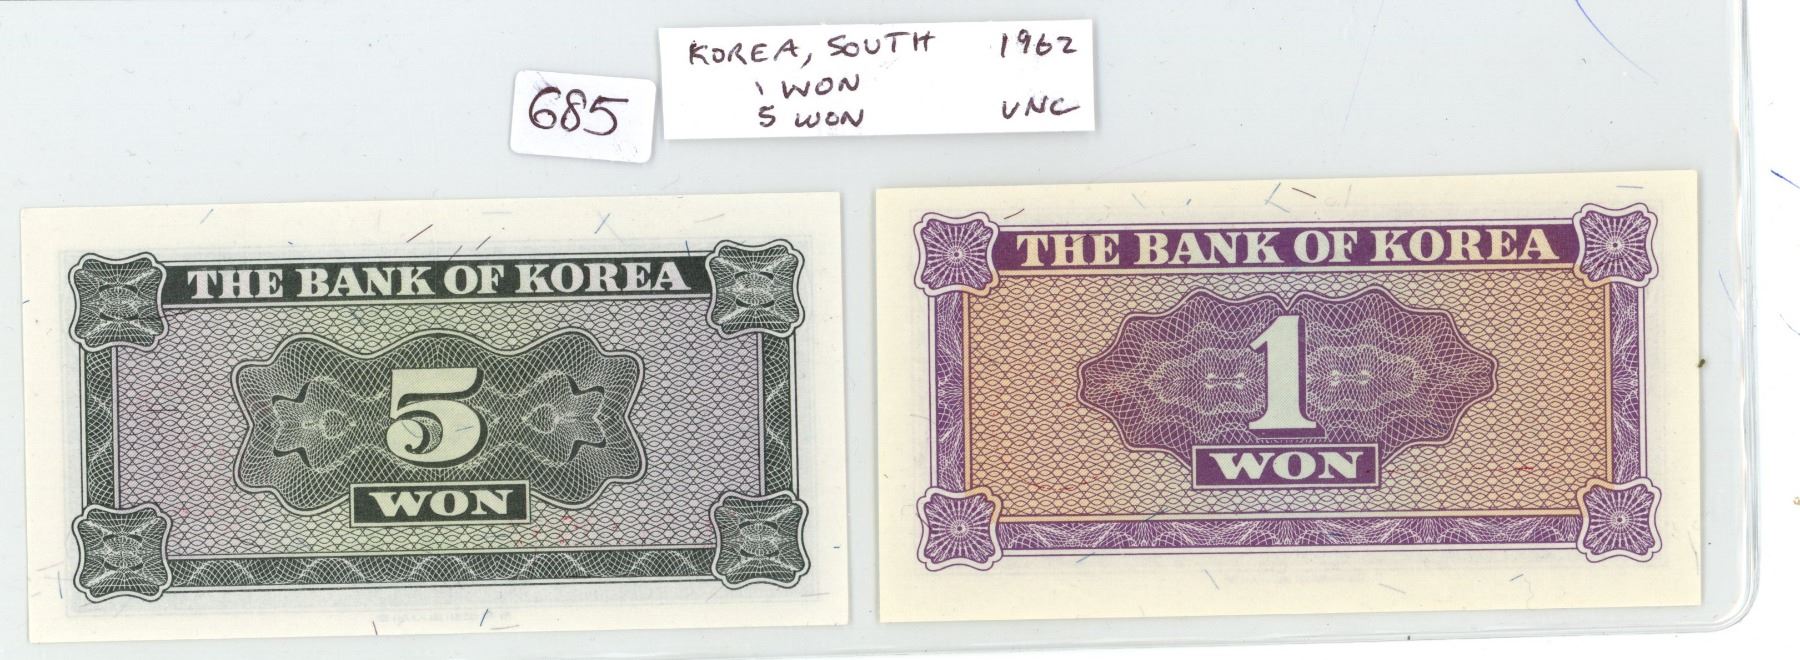 KOREA, SOUTH 1962
1 WON
5 WON UNC
685
THE BANK OF KOREA
5
WON
THE BANK OF KOREA
1
WON